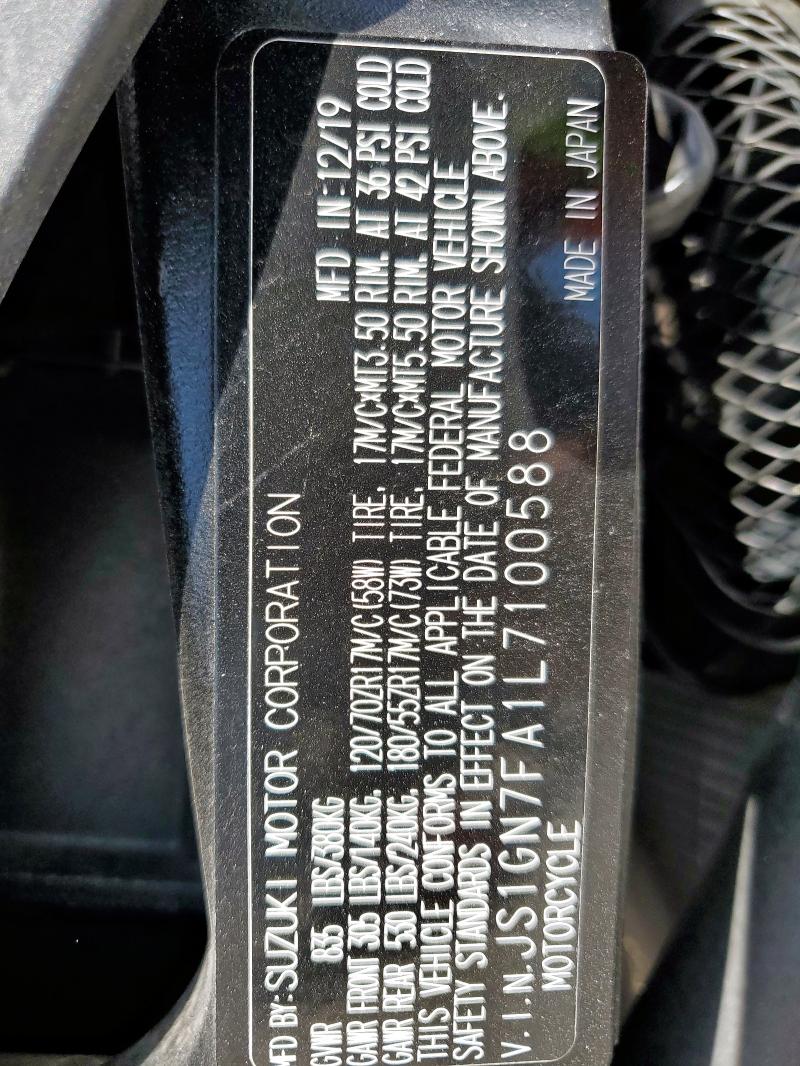 MFD BY:SUZUKI MOTOR CORPORATION
MFD IN:12/19
GVWR 835 LBS/380KG
GAWR FRONT 305 LBS/140KG, 120/70ZR17M/C(58W) TIRE, 17M/C×MT3.50 RIM, AT 36 PSI COLD
GAWR REAR 530 LBS/240KG, 180/55ZR17M/C(73W) TIRE, 17M/C×MT5.50 RIM, AT 42 PSI COLD
THIS VEHICLE CONFORMS TO ALL APPLICABLE FEDERAL MOTOR VEHICLE
SAFETY STANDARDS IN EFFECT ON THE DATE OF MANUFACTURE SHOWN ABOVE.
V.I.N.JS1GN7FA1L7100588
MOTORCYCLE
MADE IN JAPAN